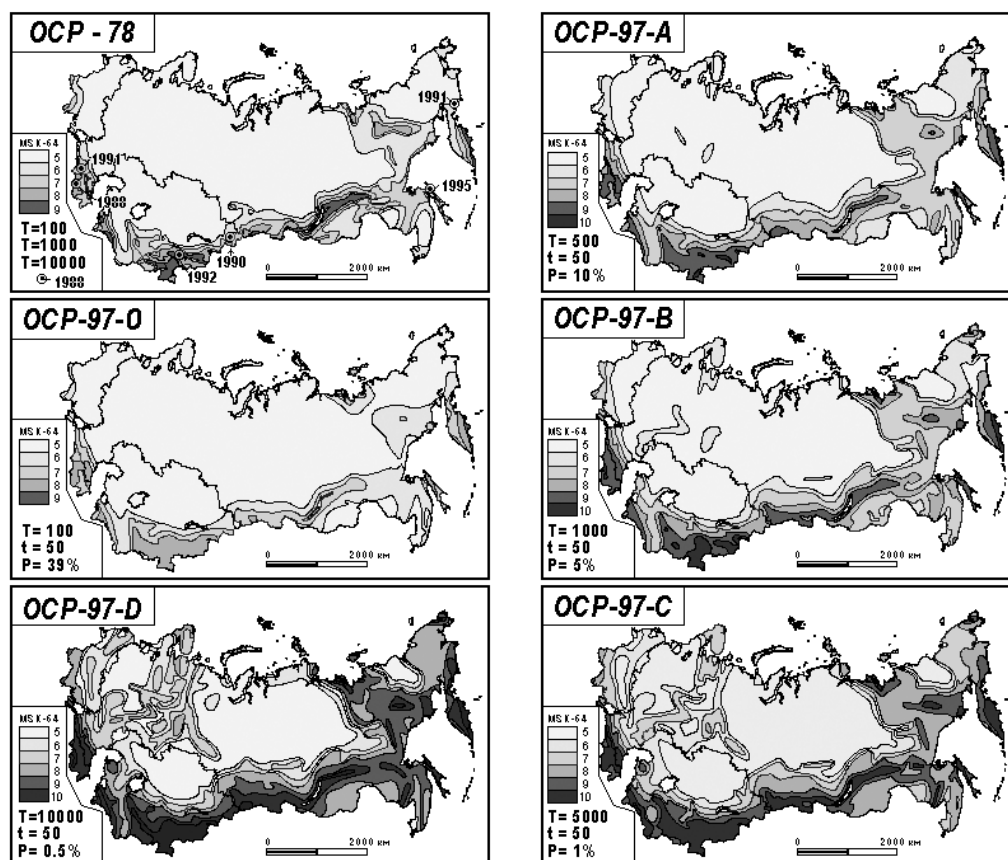 OCP - 78
1991
MSK-64
5
6
7
8
9
1991
1988
1995
1990
1992
T=100
T=1000
T=10000
1988
0 2000 км
OCP-97-A
MSK-64
5
6
7
8
9
10
T= 500
t = 50
P= 10%
0 2000 км
OCP-97-0
MSK-64
5
6
7
8
9
T= 100
t = 50
P= 39%
0 2000 км
OCP-97-B
MSK-64
5
6
7
8
9
10
T= 1000
t = 50
P= 5%
0 2000 км
OCP-97-D
MSK-64
5
6
7
8
9
10
T=10000
t = 50
P= 0.5%
0 2000 км
OCP-97-C
MSK-64
5
6
7
8
9
10
T= 5000
t = 50
P= 1%
0 2000 км